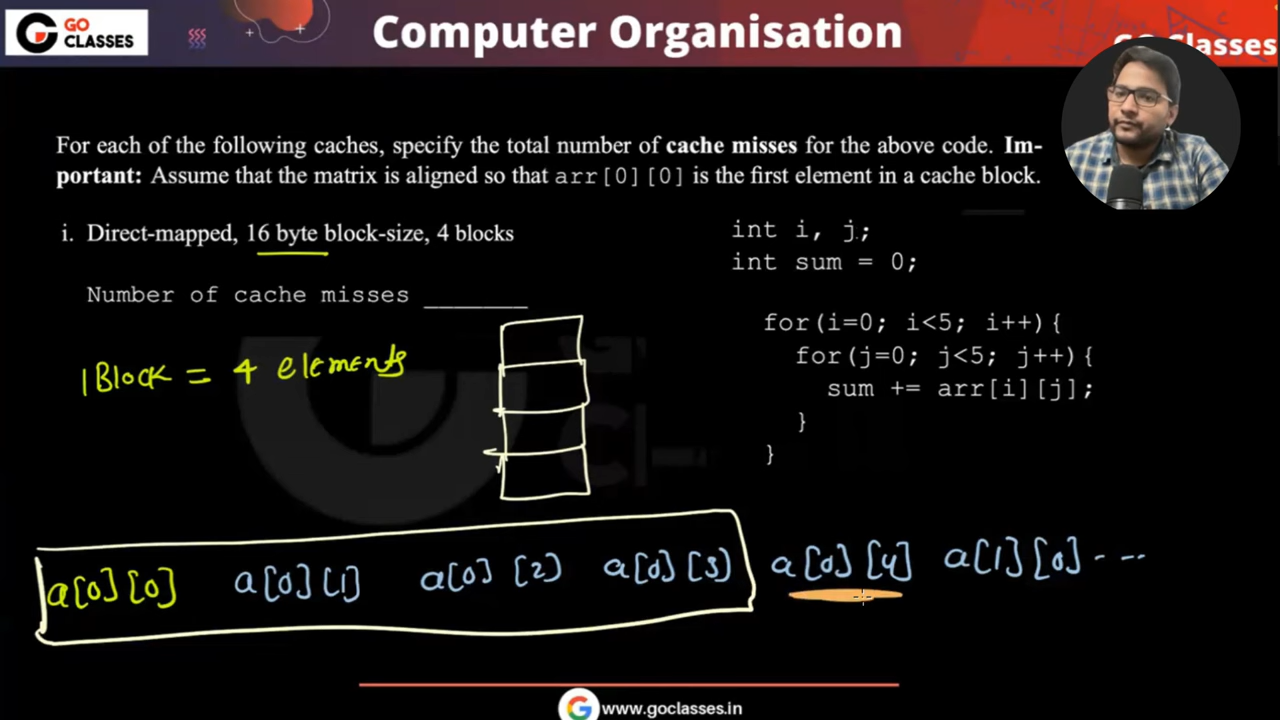 GO
CLASSES
Computer Organisation
GO Classes
For each of the following caches, specify the total number of cache misses for the above code. Im-
portant: Assume that the matrix is aligned so that arr[0][0] is the first element in a cache block.
i. Direct-mapped, 16 byte block-size, 4 blocks
Number of cache misses _______
1 Block = 4 elements
int i, j;
int sum = 0;
for(i=0; i<5; i++){
for(j=0; j<5; j++){
sum += arr[i][j];
}
}
a[0][0] a[0][1] a[0][2] a[0][3] a[0][4] a[1][0]- --
www.goclasses.in